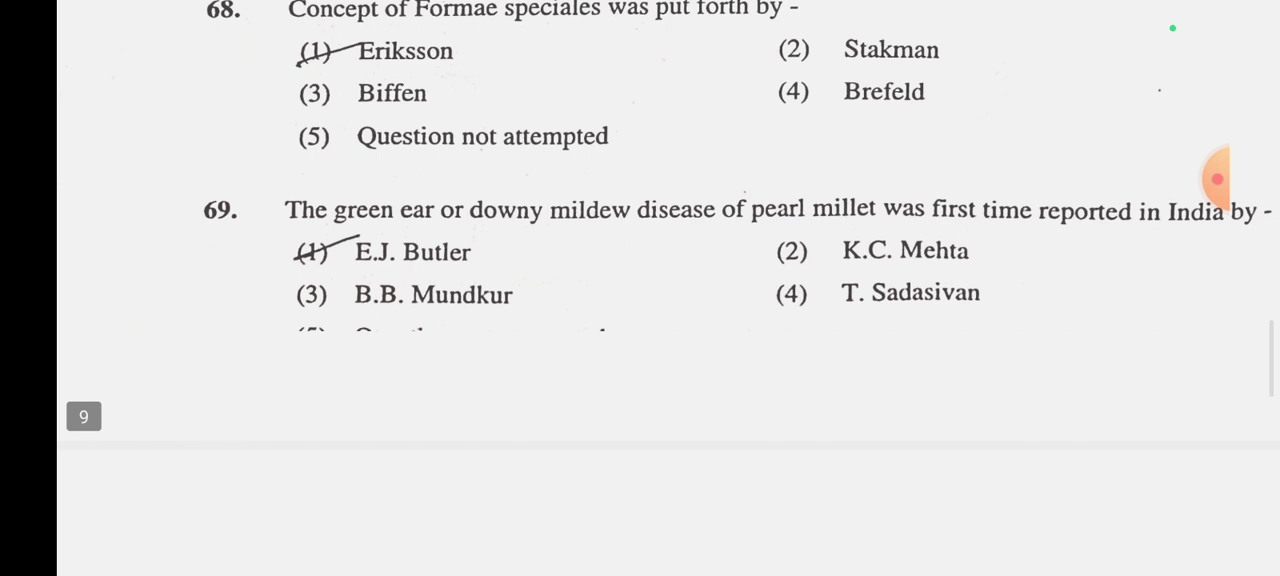 68. Concept of Formae speciales was put forth by -
(1) Eriksson (2) Stakman
(3) Biffen (4) Brefeld
(5) Question not attempted
69. The green ear or downy mildew disease of pearl millet was first time reported in India by -
(1) E.J. Butler (2) K.C. Mehta
(3) B.B. Mundkur (4) T. Sadasivan
9